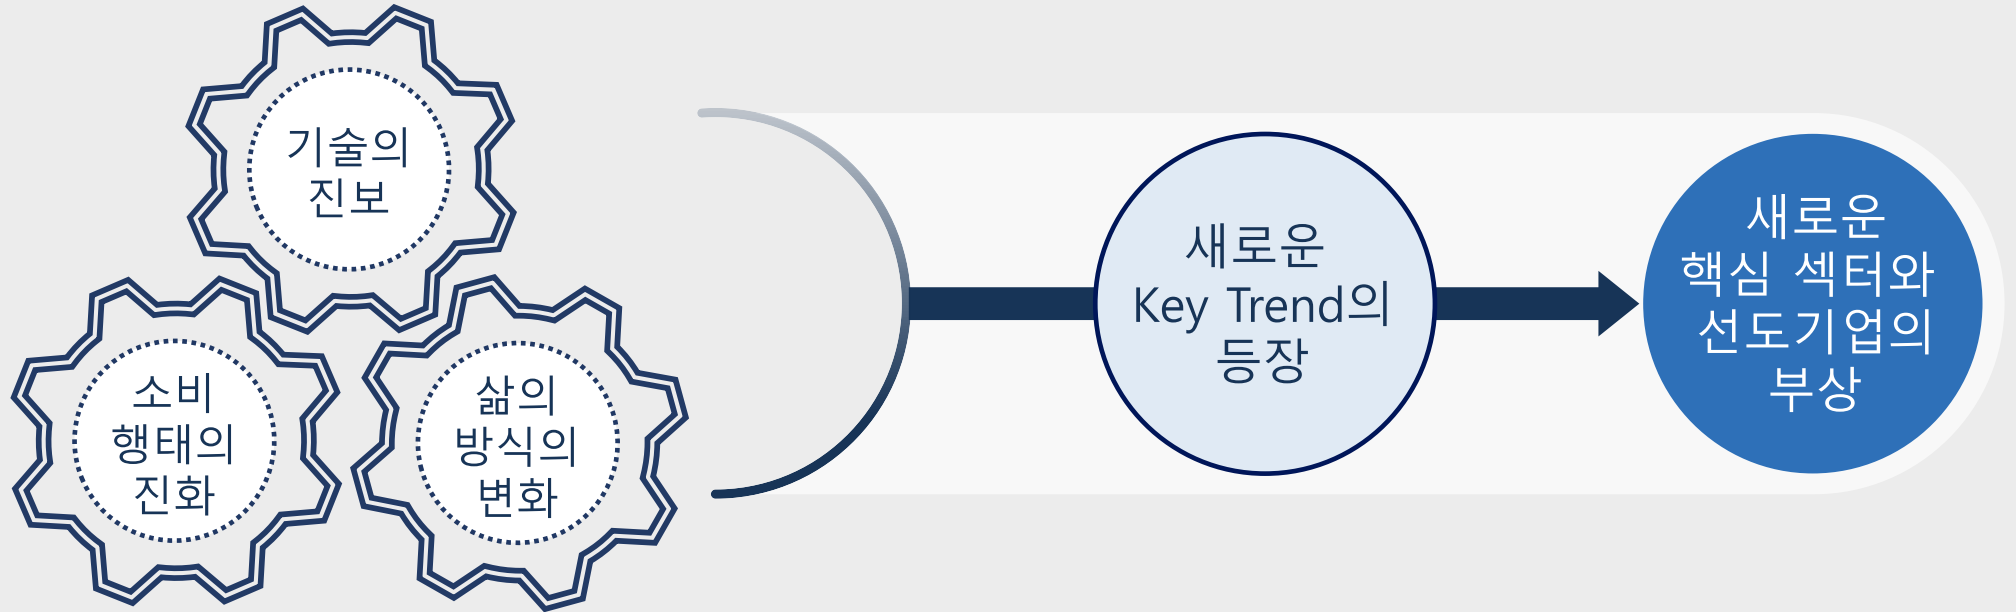 기술의
진보
소비
행태의
진화
삶의
방식의
변화
새로운
Key Trend의
등장
새로운
핵심 섹터와
선도기업의
부상